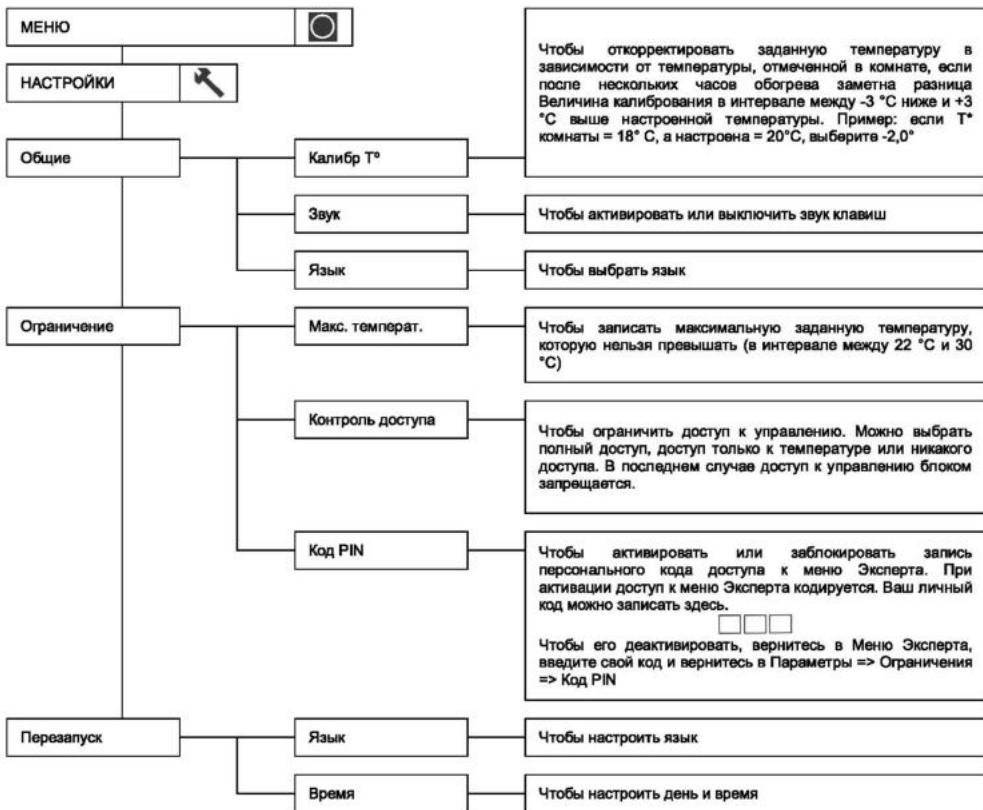 МЕНЮ
НАСТРОЙКИ
Общие
Калибр Т°
Чтобы откорректировать заданную температуру в
зависимости от температуры, отмеченной в комнате, если
после нескольких часов обогрева заметна разница
Величина калибрования в интервале между -3 °С ниже и +3
°С выше настроенной температуры. Пример: если Т*
комнаты = 18° С, а настроена = 20°С, выберите -2,0°
Звук
Чтобы активировать или выключить звук клавиш
Язык
Чтобы выбрать язык
Ограничение
Макс. температ.
Чтобы записать максимальную заданную температуру,
которую нельзя превышать (в интервале между 22 °С и 30
°С)
Контроль доступа
Чтобы ограничить доступ к управлению. Можно выбрать
полный доступ, доступ только к температуре или никакого
доступа. В последнем случае доступ к управлению блоком
запрещается.
Код PIN
Чтобы активировать или заблокировать запись
персонального кода доступа к меню Эксперта. При
активации доступ к меню Эксперта кодируется. Ваш личный
код можно записать здесь.
Чтобы его деактивировать, вернитесь в Меню Эксперта,
введите свой код и вернитесь в Параметры => Ограничения
=> Код PIN
Перезапуск
Язык
Чтобы настроить язык
Время
Чтобы настроить день и время